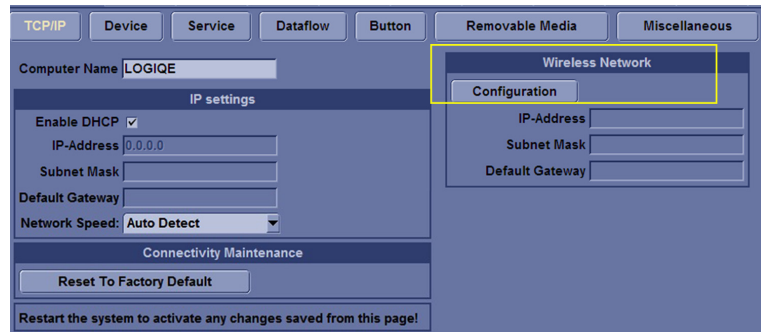 TCP/IP Device Service Dataflow Button Removable Media Miscellaneous
Computer Name LOGIQE
IP settings
Enable DHCP
IP-Address 0.0.0.0
Subnet Mask
Default Gateway
Network Speed: Auto Detect
Connectivity Maintenance
Reset To Factory Default
Restart the system to activate any changes saved from this page!
Wireless Network
Configuration
IP-Address
Subnet Mask
Default Gateway